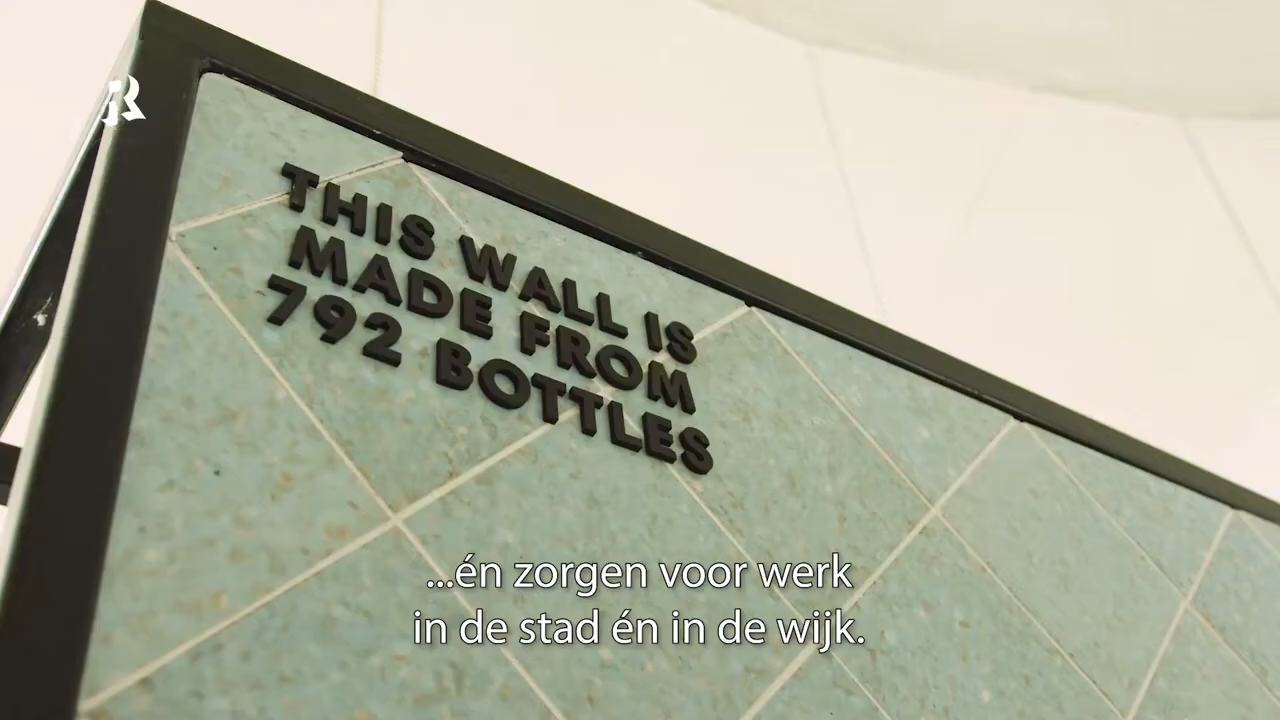 R
THIS WALL IS
MADE FROM
792 BOTTLES
...én zorgen voor werk
in de stad én in de wijk.